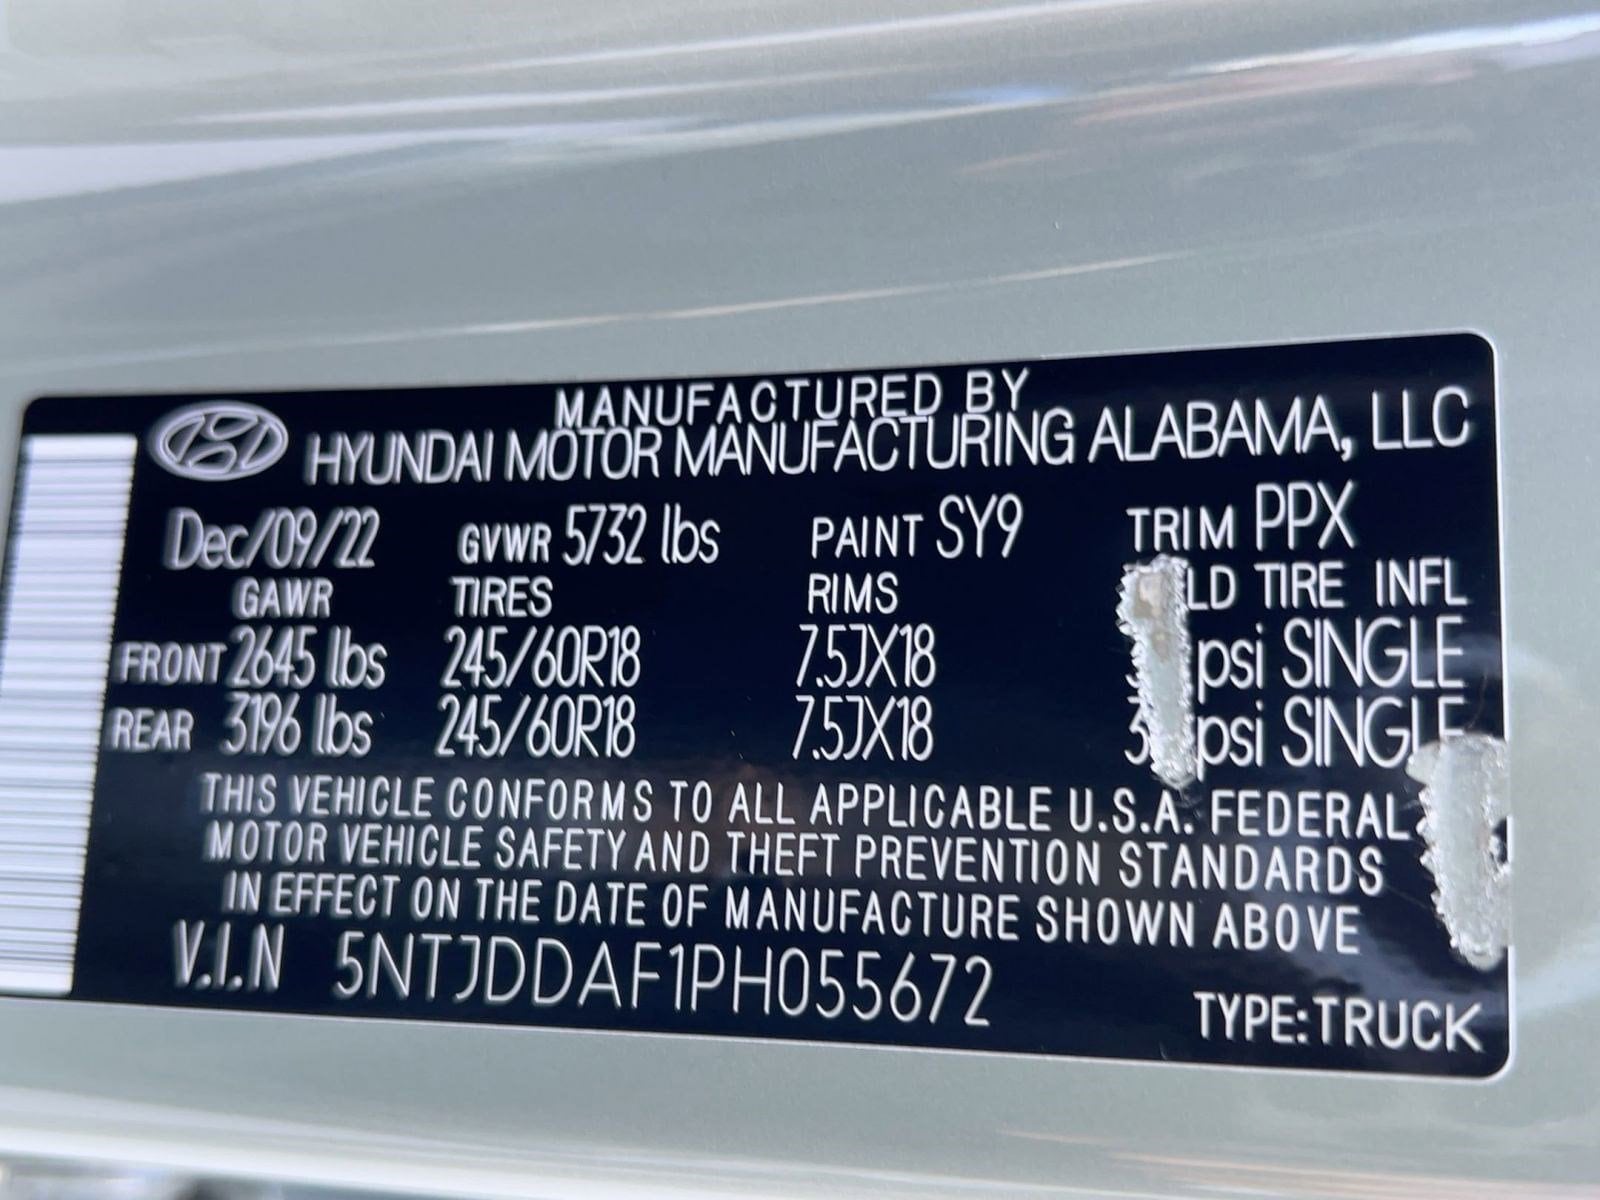 MANUFACTURED BY
HYUNDAI MOTOR MANUFACTURING ALABAMA, LLC
Dec/09/22 GVWR 5732 lbs PAINT SY9 TRIM PPX
GAWR TIRES RIMS TIRE INFL
FRONT 2645 lbs 245/60R18 7.5JX18 psi SINGLE
REAR 3196 lbs 245/60R18 7.5JX18 psi SINGLE
THIS VEHICLE CONFORMS TO ALL APPLICABLE U.S.A. FEDERAL
MOTOR VEHICLE SAFETY AND THEFT PREVENTION STANDARDS
IN EFFECT ON THE DATE OF MANUFACTURE SHOWN ABOVE
V.I.N 5NTJDDAF1PH055672
TYPE:TRUCK